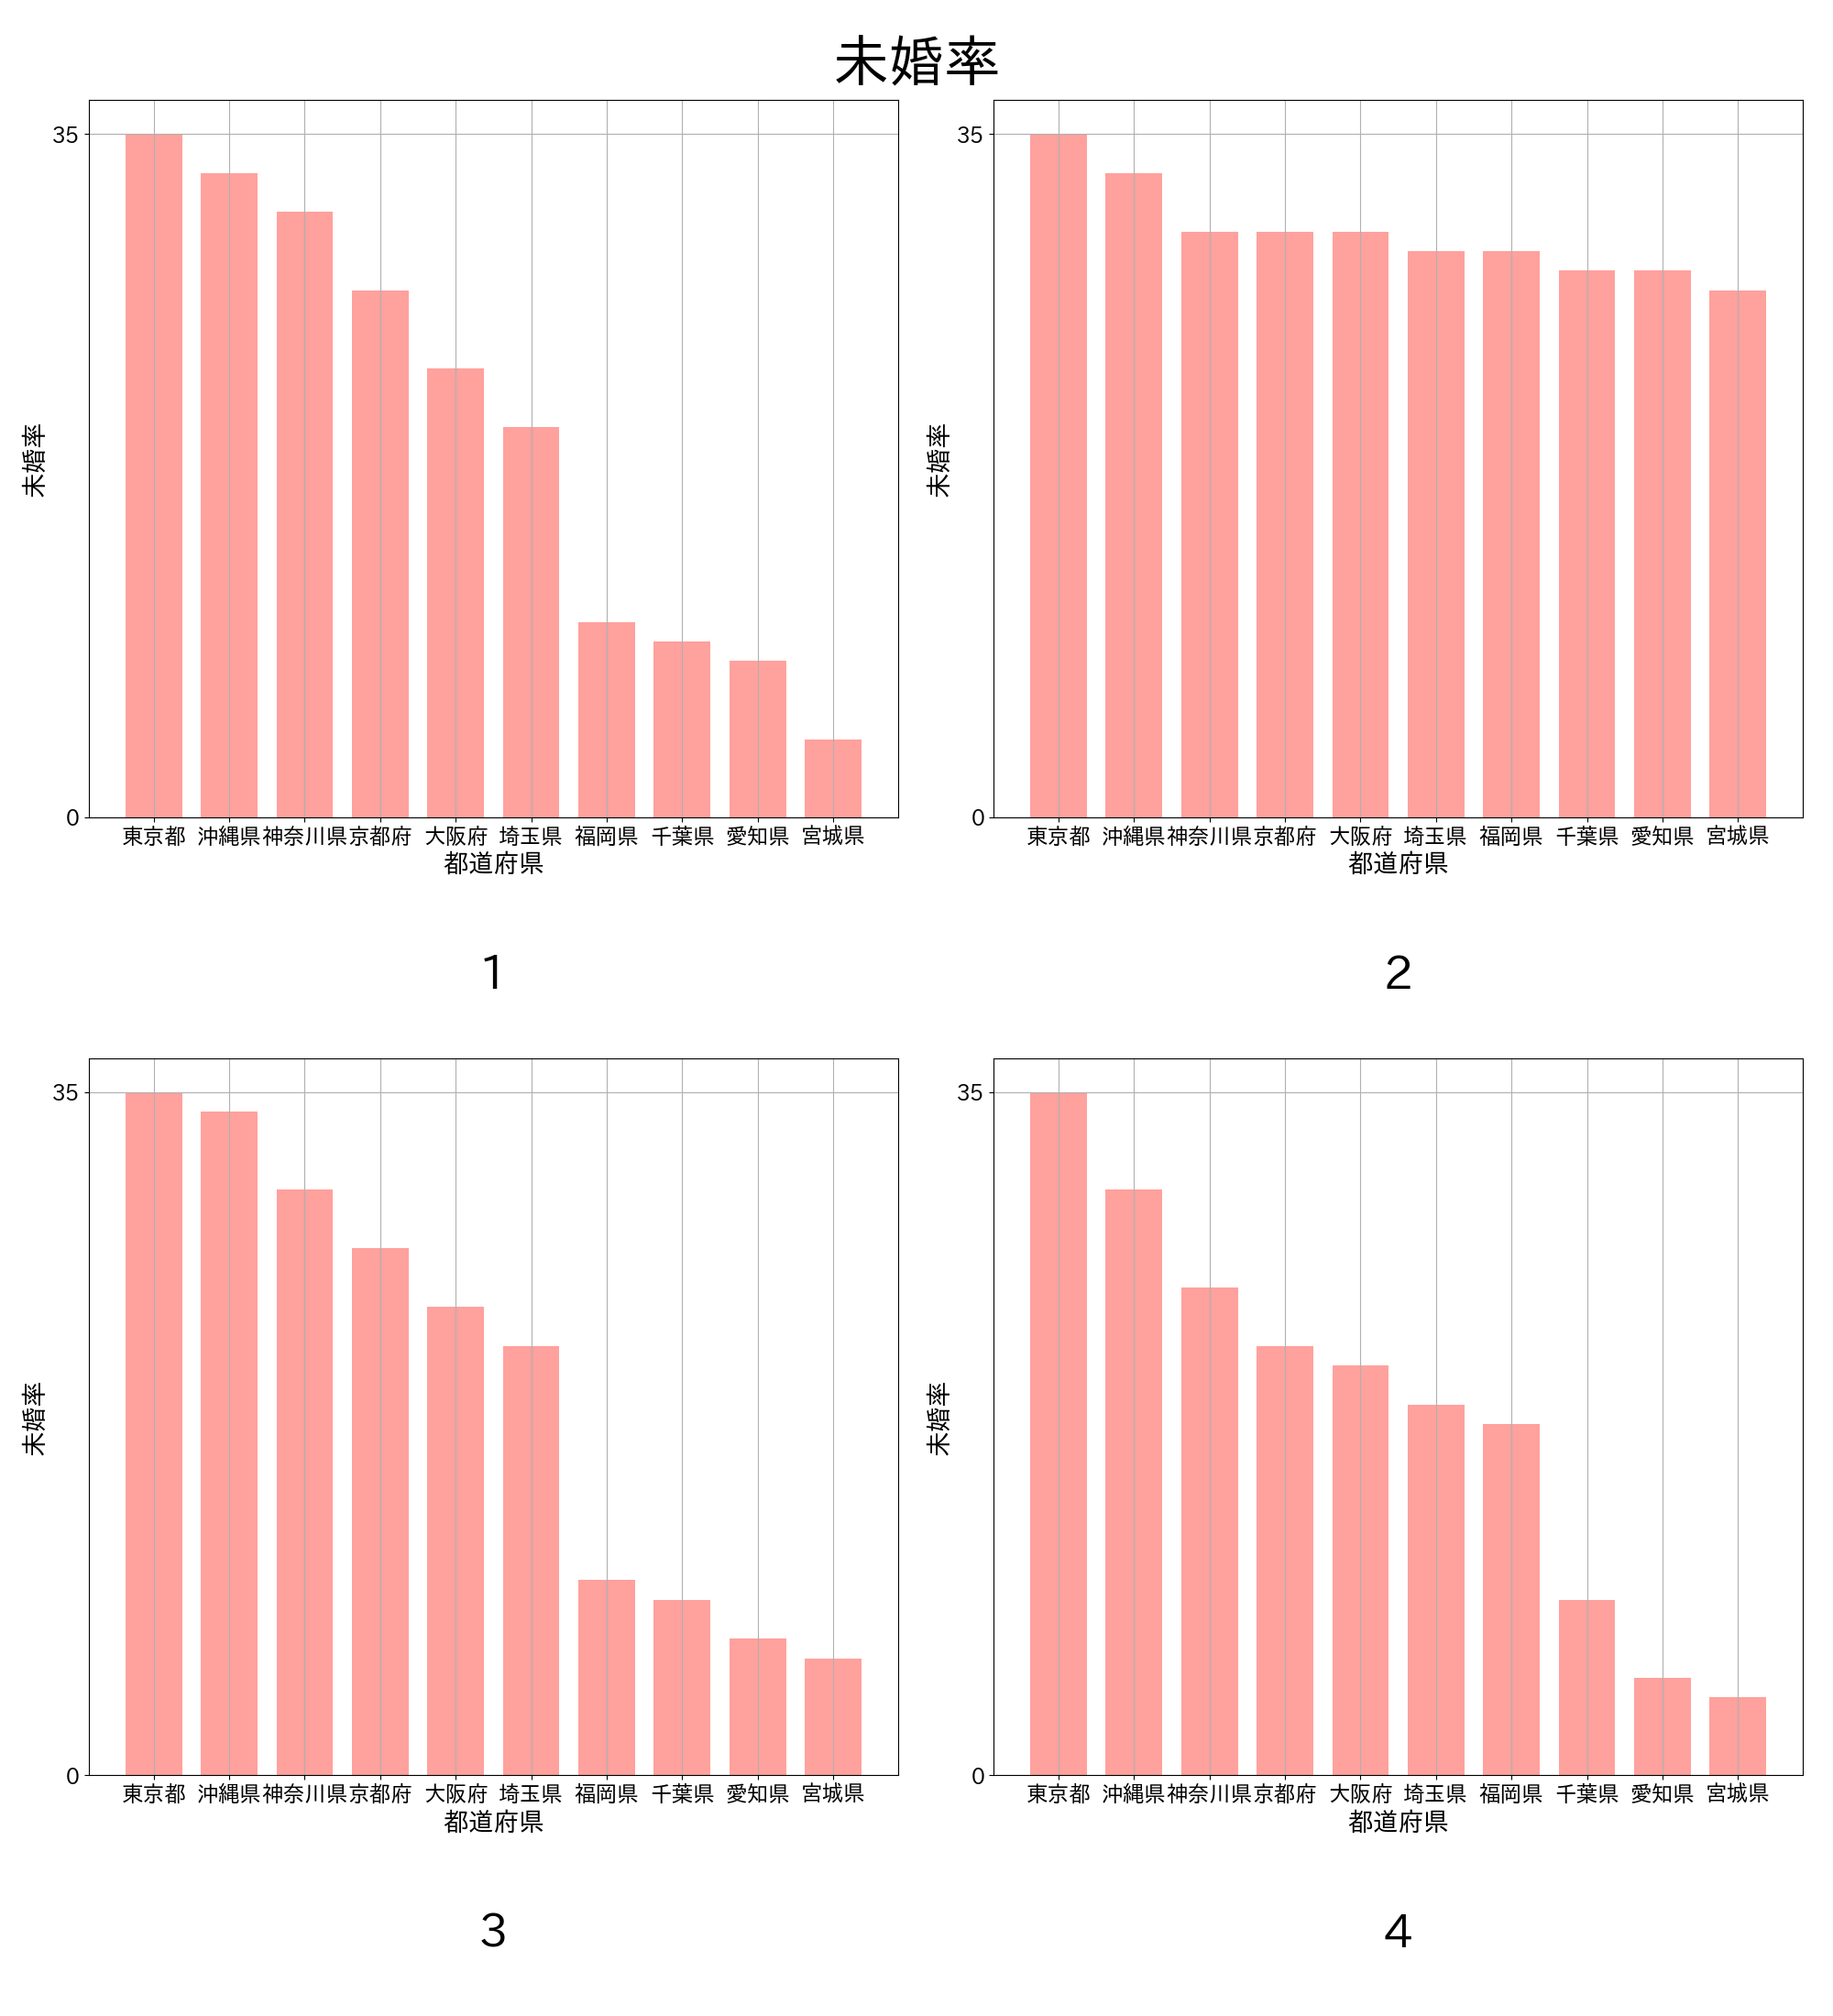 未婚率
35
0
未婚率
東京都 沖縄県 神奈川県 京都府 大阪府 埼玉県 福岡県 千葉県 愛知県 宮城県
都道府県
1
35
0
未婚率
東京都 沖縄県 神奈川県 京都府 大阪府 埼玉県 福岡県 千葉県 愛知県 宮城県
都道府県
2
35
0
未婚率
東京都 沖縄県 神奈川県 京都府 大阪府 埼玉県 福岡県 千葉県 愛知県 宮城県
都道府県
3
35
0
未婚率
東京都 沖縄県 神奈川県 京都府 大阪府 埼玉県 福岡県 千葉県 愛知県 宮城県
都道府県
4